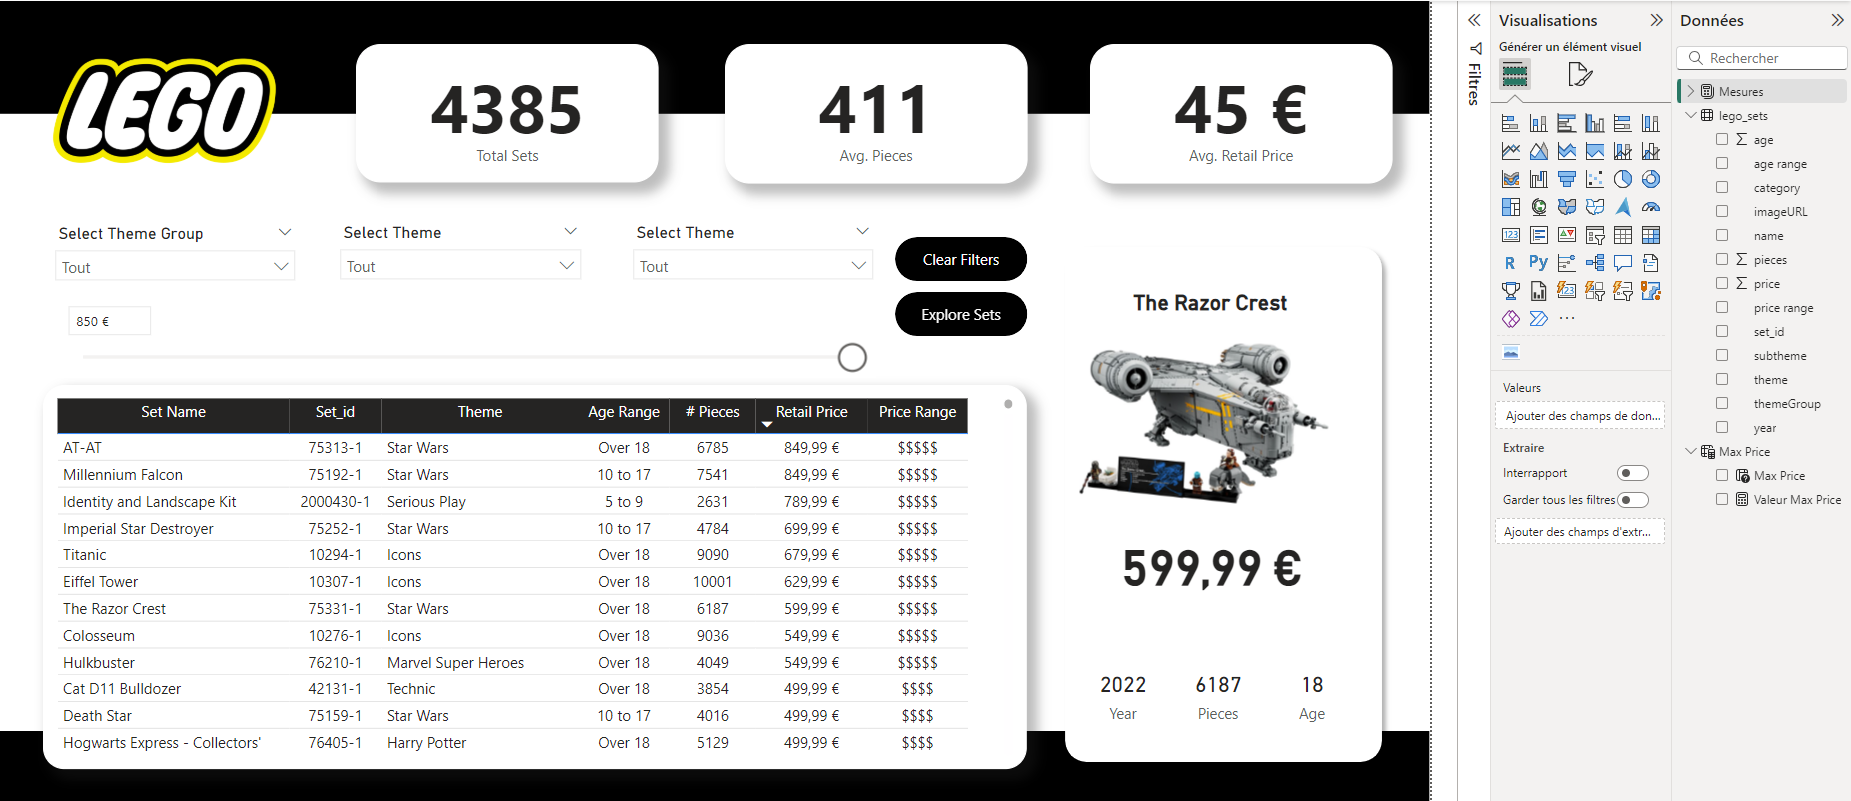 LEGO
4385
Total Sets
411
Avg. Pieces
45 €
Avg. Retail Price
Select Theme Group
Tout
Select Theme
Tout
Select Theme
Tout
Clear Filters
Explore Sets
850 €
Set Name Set_id Theme Age Range # Pieces Retail Price Price Range
AT-AT 75313-1 Star Wars Over 18 6785 849,99 € $$$$$
Millennium Falcon 75192-1 Star Wars 10 to 17 7541 849,99 € $$$$$
Identity and Landscape Kit 2000430-1 Serious Play 5 to 9 2631 789,99 € $$$$$
Imperial Star Destroyer 75252-1 Star Wars 10 to 17 4784 699,99 € $$$$$
Titanic 10294-1 Icons Over 18 9090 679,99 € $$$$$
Eiffel Tower 10307-1 Icons Over 18 10001 629,99 € $$$$$
The Razor Crest 75331-1 Star Wars Over 18 6187 599,99 € $$$$$
Colosseum 10276-1 Icons Over 18 9036 549,99 € $$$$$
Hulkbuster 76210-1 Marvel Super Heroes Over 18 4049 549,99 € $$$$$
Cat D11 Bulldozer 42131-1 Technic Over 18 3854 499,99 € $$$$
Death Star 75159-1 Star Wars 10 to 17 4016 499,99 € $$$$
Hogwarts Express - Collectors' 76405-1 Harry Potter Over 18 5129 499,99 € $$$$
The Razor Crest
599,99 €
2022 6187 18
Year Pieces Age
Filtres
Visualisations
Générer un élément visuel
123
R Py
123
...
Valeurs
Ajouter des champs de don...
Extraire
Interrapport
Garder tous les filtres
Ajouter des champs d'extr...
Données
Rechercher
Mesures
lego_sets
∑ age
age range
category
imageURL
name
∑ pieces
∑ price
price range
set_id
subtheme
theme
themeGroup
year
Max Price
Max Price
Valeur Max Price